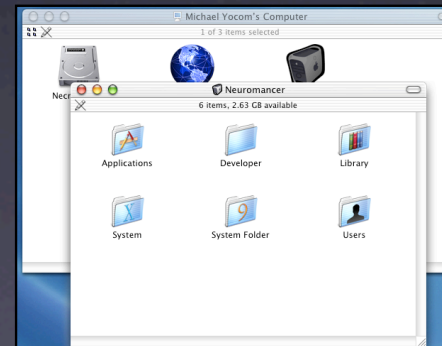 Michael Yocom's Computer
1 of 3 items selected
Necr
Neuromancer
6 items, 2.63 GB available
Applications
Developer
Library
System
System Folder
Users